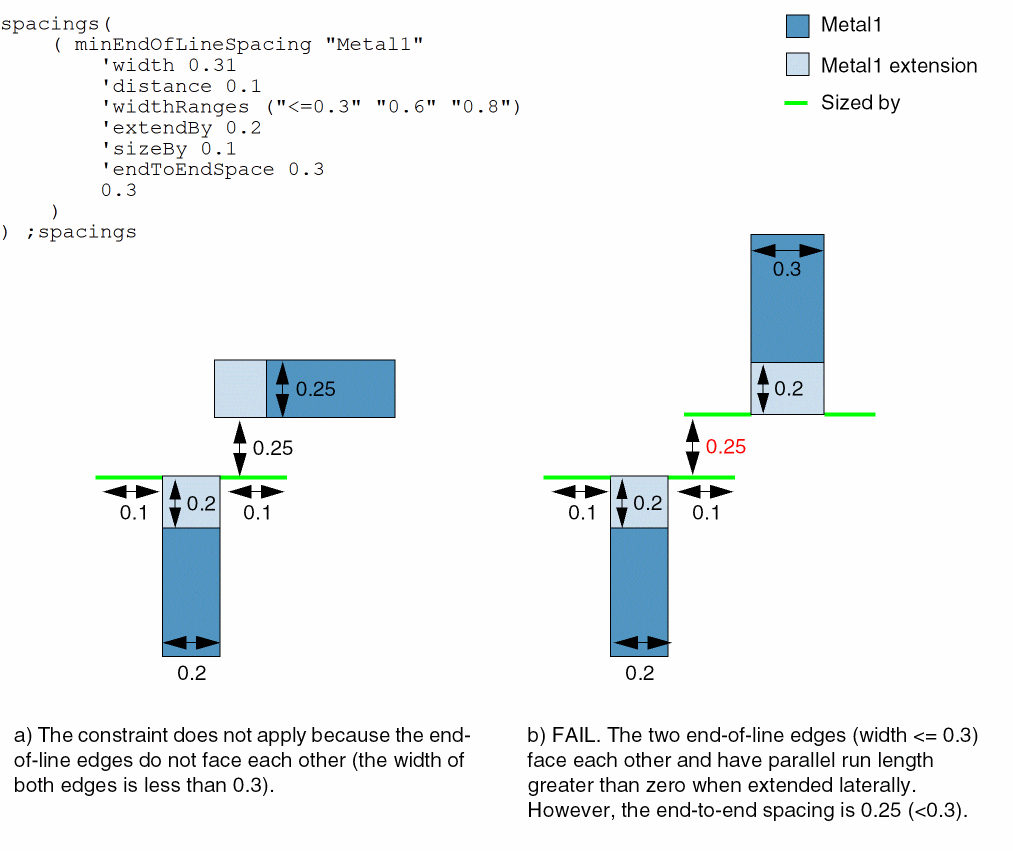 spacings(
( minEndOfLineSpacing "Metal1"
'width 0.31
'distance 0.1
'widthRanges ("<=0.3" "0.6" "0.8")
'extendBy 0.2
'sizeBy 0.1
'endToEndSpace 0.3
0.3
)
) ;spacings
Metal1
Metal1 extension
Sized by
0.25
0.25
0.1
0.2
0.1
0.2
0.3
0.2
0.25
0.1
0.2
0.1
0.2
a) The constraint does not apply because the end-
of-line edges do not face each other (the width of
both edges is less than 0.3).
b) FAIL. The two end-of-line edges (width <= 0.3)
face each other and have parallel run length
greater than zero when extended laterally.
However, the end-to-end spacing is 0.25 (<0.3).